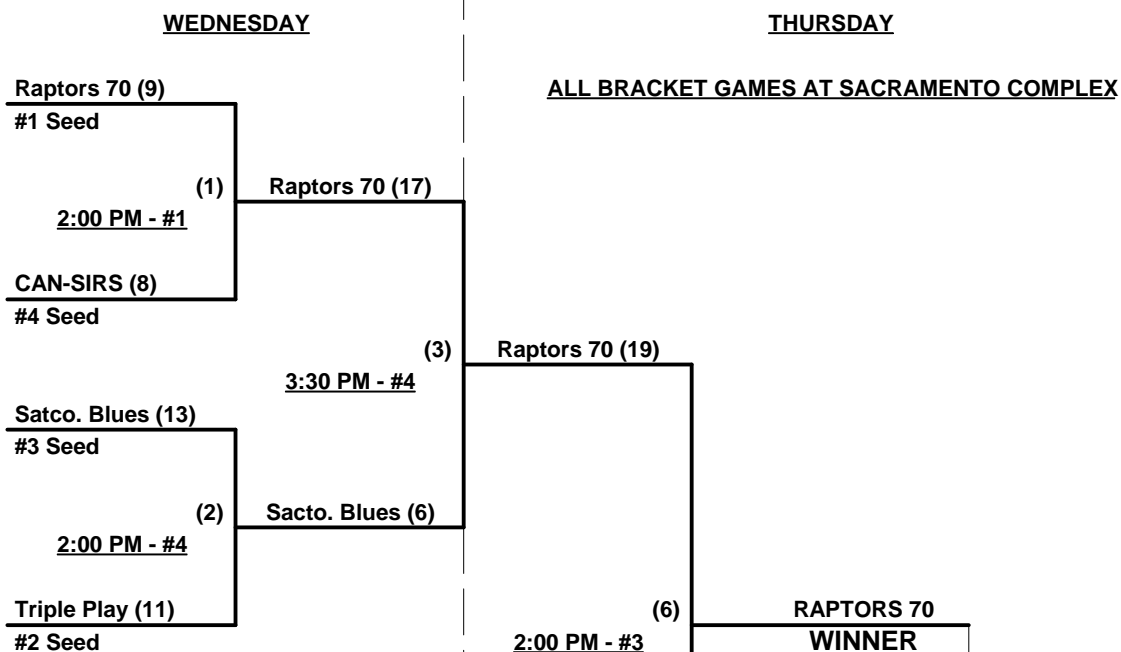 WEDNESDAY
THURSDAY
Raptors 70 (9)
ALL BRACKET GAMES AT SACRAMENTO COMPLEX
#1 Seed
(1)
Raptors 70 (17)
2:00 PM - #1
CAN-SIRS (8)
#4 Seed
(3)
Raptors 70 (19)
3:30 PM - #4
Satco. Blues (13)
#3 Seed
(2)
Sacto. Blues (6)
2:00 PM - #4
Triple Play (11)
(6)
RAPTORS 70
#2 Seed
2:00 PM - #3
WINNER